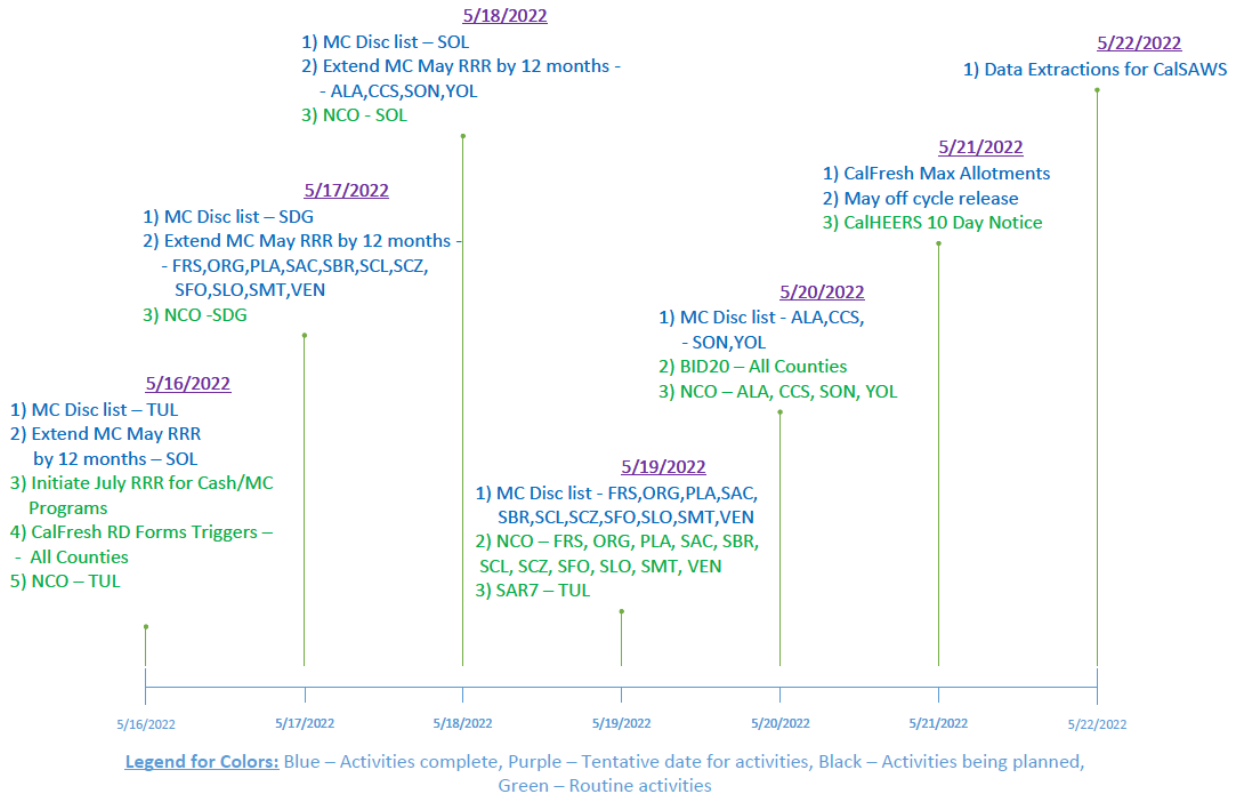 5/18/2022
1) MC Disc list – SOL
2) Extend MC May RRR by 12 months -
- ALA,CCS,SON,YOL
3) NCO - SOL
5/22/2022
1) Data Extractions for CalSAWS
5/21/2022
1) CalFresh Max Allotments
2) May off cycle release
3) CalHEERS 10 Day Notice
5/17/2022
1) MC Disc list – SDG
2) Extend MC May RRR by 12 months -
- FRS,ORG,PLA,SAC,SBR,SCL,SCZ,
SFO,SLO,SMT,VEN
3) NCO -SDG
5/20/2022
1) MC Disc list - ALA,CCS,
- SON,YOL
2) BID20 – All Counties
3) NCO – ALA, CCS, SON, YOL
5/16/2022
1) MC Disc list – TUL
2) Extend MC May RRR
by 12 months – SOL
3) Initiate July RRR for Cash/MC
Programs
4) CalFresh RD Forms Triggers –
- All Counties
5) NCO – TUL
5/19/2022
1) MC Disc list - FRS,ORG,PLA,SAC,
SBR,SCL,SCZ,SFO,SLO,SMT,VEN
2) NCO – FRS, ORG, PLA, SAC, SBR,
SCL, SCZ, SFO, SLO, SMT, VEN
3) SAR7 – TUL
5/16/2022
5/17/2022
5/18/2022
5/19/2022
5/20/2022
5/21/2022
5/22/2022
Legend for Colors: Blue – Activities complete, Purple – Tentative date for activities, Black – Activities being planned,
Green – Routine activities